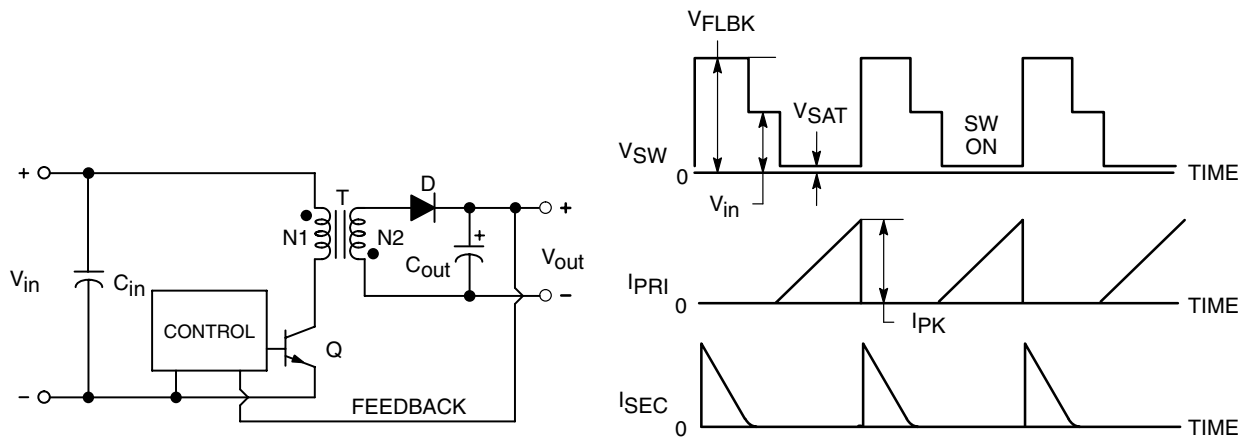 +
T
D
+
N1
N2
+
Cout
Vout
Vin
Cin
CONTROL
Q
−
−
FEEDBACK
VFLBK
VSAT
SW
ON
VSW
0
TIME
Vin
IPRI
0
TIME
IPK
ISEC
0
TIME